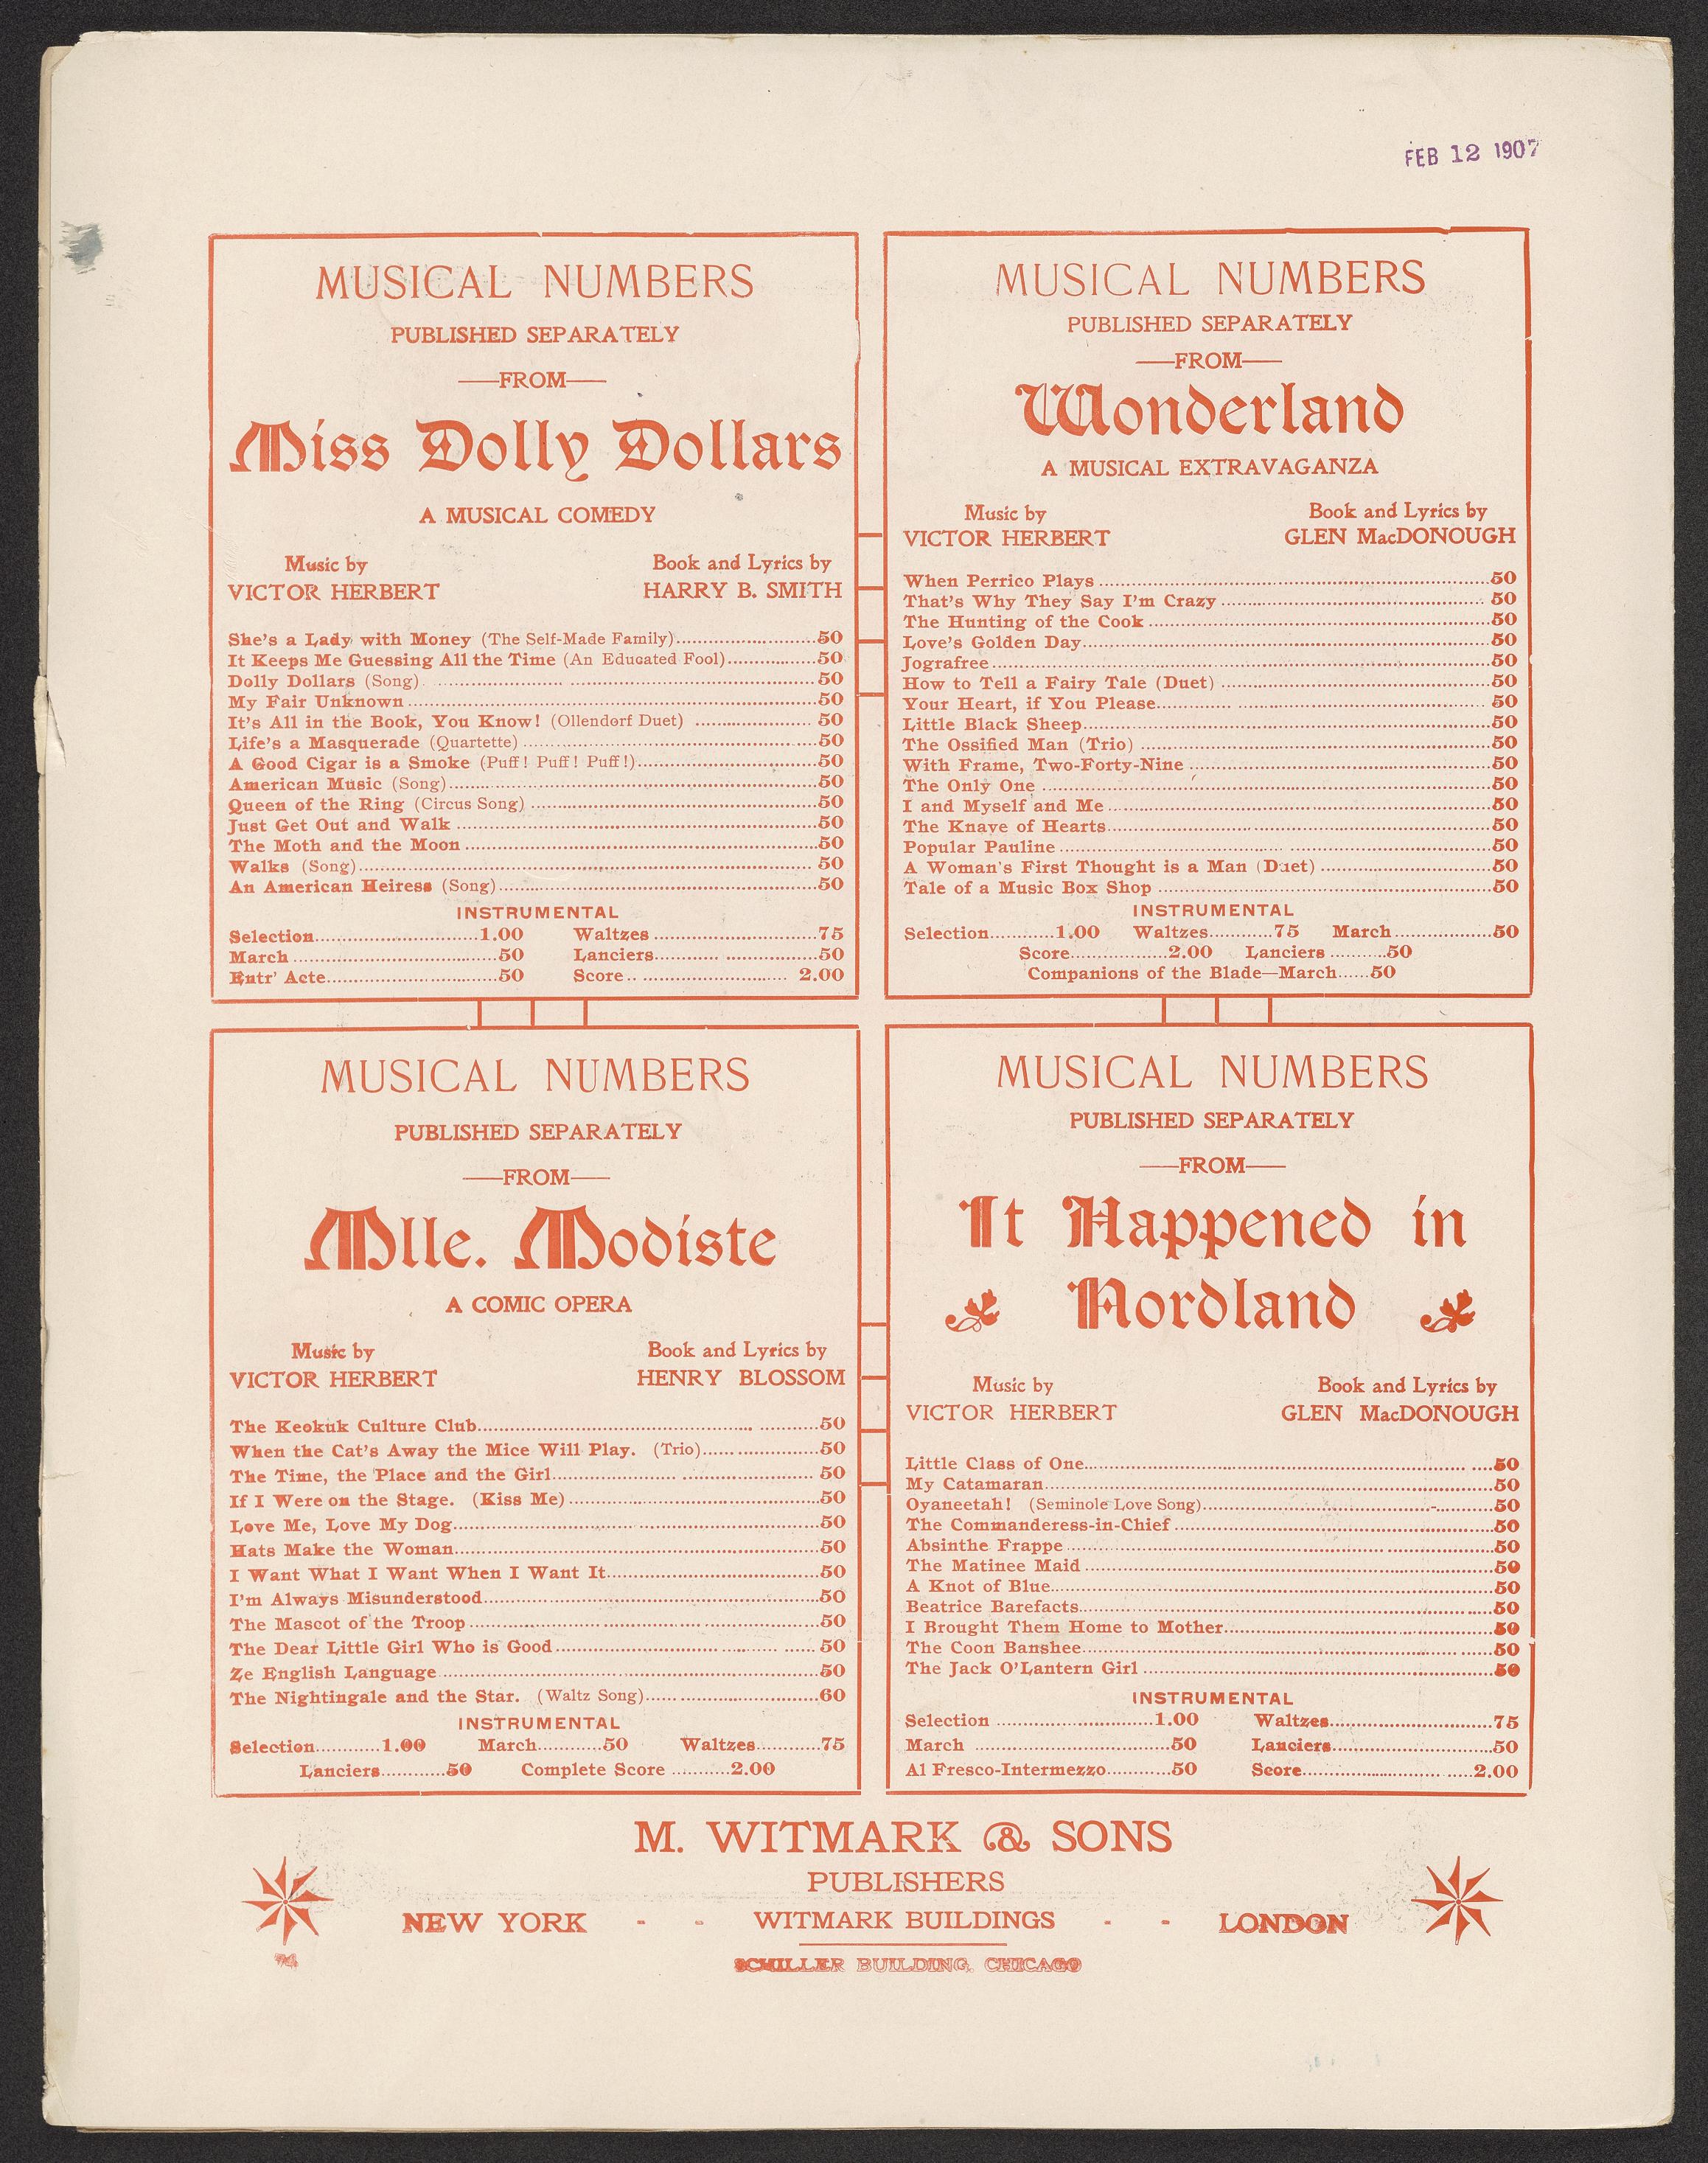 FEB 12 1907
MUSICAL NUMBERS
PUBLISHED SEPARATELY
—FROM—
Miss Dolly Dollars
A MUSICAL COMEDY
Music by Book and Lyrics by
VICTOR HERBERT HARRY B. SMITH
She's a Lady with Money (The Self-Made Family) 50
It Keeps Me Guessing All the Time (An Educated Fool) 50
Dolly Dollars (Song) 50
My Fair Unknown 50
It's All in the Book, You Know! (Ollendorf Duet) 50
Life's a Masquerade (Quartette) 50
A Good Cigar is a Smoke (Puff! Puff! Puff!) 50
American Music (Song) 50
Queen of the Ring (Circus Song) 50
Just Get Out and Walk 50
The Moth and the Moon 50
Walks (Song) 50
An American Heiress (Song) 50
INSTRUMENTAL
Selection 1.00 Waltzes 75
March 50 Lanciers 50
Entr' Acte 50 Score 2.00
MUSICAL NUMBERS
PUBLISHED SEPARATELY
—FROM—
Wonderland
A MUSICAL EXTRAVAGANZA
Music by Book and Lyrics by
VICTOR HERBERT GLEN MacDONOUGH
When Perrico Plays 50
That's Why They Say I'm Crazy 50
The Hunting of the Cook 50
Love's Golden Day 50
Jografree 50
How to Tell a Fairy Tale (Duet) 50
Your Heart, if You Please 50
Little Black Sheep 50
The Ossified Man (Trio) 50
With Frame, Two-Forty-Nine 50
The Only One 50
I and Myself and Me 50
The Knave of Hearts 50
Popular Pauline 50
A Woman's First Thought is a Man (Duet) 50
Tale of a Music Box Shop 50
INSTRUMENTAL
Selection 1.00 Waltzes 75 March 50
Score 2.00 Lanciers 50
Companions of the Blade—March 50
MUSICAL NUMBERS
PUBLISHED SEPARATELY
—FROM—
Mlle. Modiste
A COMIC OPERA
Music by Book and Lyrics by
VICTOR HERBERT HENRY BLOSSOM
The Keokuk Culture Club 50
When the Cat's Away the Mice Will Play. (Trio) 50
The Time, the Place and the Girl 50
If I Were on the Stage. (Kiss Me) 50
Love Me, Love My Dog 50
Hats Make the Woman 50
I Want What I Want When I Want It 50
I'm Always Misunderstood 50
The Mascot of the Troop 50
The Dear Little Girl Who is Good 50
Ze English Language 50
The Nightingale and the Star. (Waltz Song) 60
INSTRUMENTAL
Selection 1.00 March 50 Waltzes 75
Lanciers 50 Complete Score 2.00
MUSICAL NUMBERS
PUBLISHED SEPARATELY
—FROM—
It Happened in
Nordland
Music by Book and Lyrics by
VICTOR HERBERT GLEN MacDONOUGH
Little Class of One 50
My Catamaran 50
Oyaneetah! (Seminole Love Song) 50
The Commanderess-in-Chief 50
Absinthe Frappe 50
The Matinee Maid 50
A Knot of Blue 50
Beatrice Barefacts 50
I Brought Them Home to Mother 50
The Coon Banshee 50
The Jack O'Lantern Girl 50
INSTRUMENTAL
Selection 1.00 Waltzes 75
March 50 Lanciers 50
Al Fresco-Intermezzo 50 Score 2.00
M. WITMARK & SONS
PUBLISHERS
NEW YORK - - WITMARK BUILDINGS - - LONDON
SCHILLER BUILDING, CHICAGO